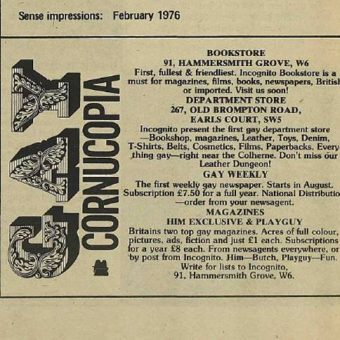 Sense impressions: February 1976
GAY
CORNUCOPIA
BOOKSTORE
91, HAMMERSMITH GROVE, W6
First, fullest & friendliest. Incognito Bookstore is a
must for magazines, films, books, newspapers, British
or imported. Visit us soon!
DEPARTMENT STORE
267, OLD BROMPTON ROAD,
EARLS COURT, SW5
Incognito present the first gay department store
—Bookshop, magazines, Leather, Toys, Denim,
T-Shirts, Belts, Cosmetics, Films, Paperbacks. Every
thing gay—right near the Colherne. Don't miss our
Leather Dungeon!
GAY WEEKLY
The first weekly gay newspaper. Starts in August.
Subscription £7.50 for a full year. National Distributio
—order from your newsagent.
MAGAZINES
HIM EXCLUSIVE & PLAYGUY
Britains two top gay magazines. Acres of full colour,
pictures, ads, fiction and just £1 each. Subscriptions
for a year £8 each. From newsagents everywhere, or
by post from Incognito. Him—Butch, Playguy—Fun.
Write for lists to Incognito,
91, Hammersmith Grove, W6.